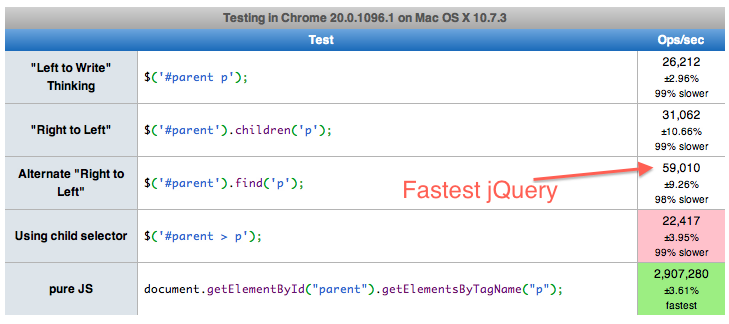 Testing in Chrome 20.0.1096.1 on Mac OS X 10.7.3
Test Ops/sec
"Left to Write" Thinking
$('#parent p');
26,212
±2.96%
99% slower
"Right to Left"
$('#parent').children('p');
31,062
±10.66%
99% slower
Alternate "Right to Left"
$('#parent').find('p');
59,010
±9.26%
98% slower
Fastest jQuery
Using child selector
$('#parent > p');
22,417
±3.95%
99% slower
pure JS
document.getElementById("parent").getElementsByTagName("p");
2,907,280
±3.61%
fastest